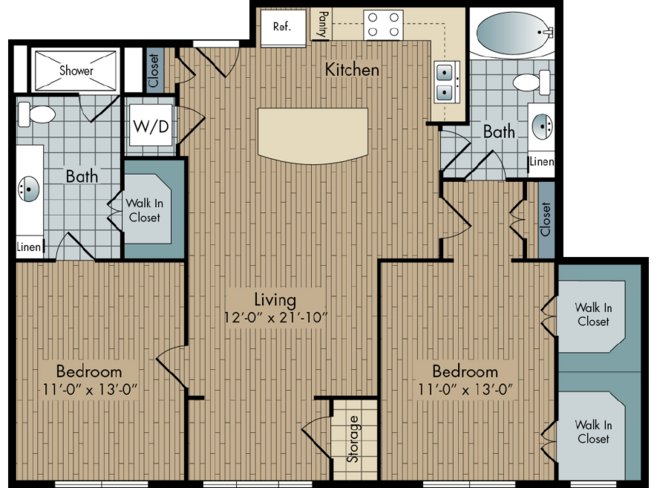 Ref.
Pantry
Shower
Closet
Kitchen
W/D
Bath
Linen
Bath
Walk In
Closet
Closet
Linen
Living
12'-0" x 21'-10"
Walk In
Closet
Bedroom
11'-0" x 13'-0"
Bedroom
11'-0" x 13'-0"
Storage
Walk In
Closet